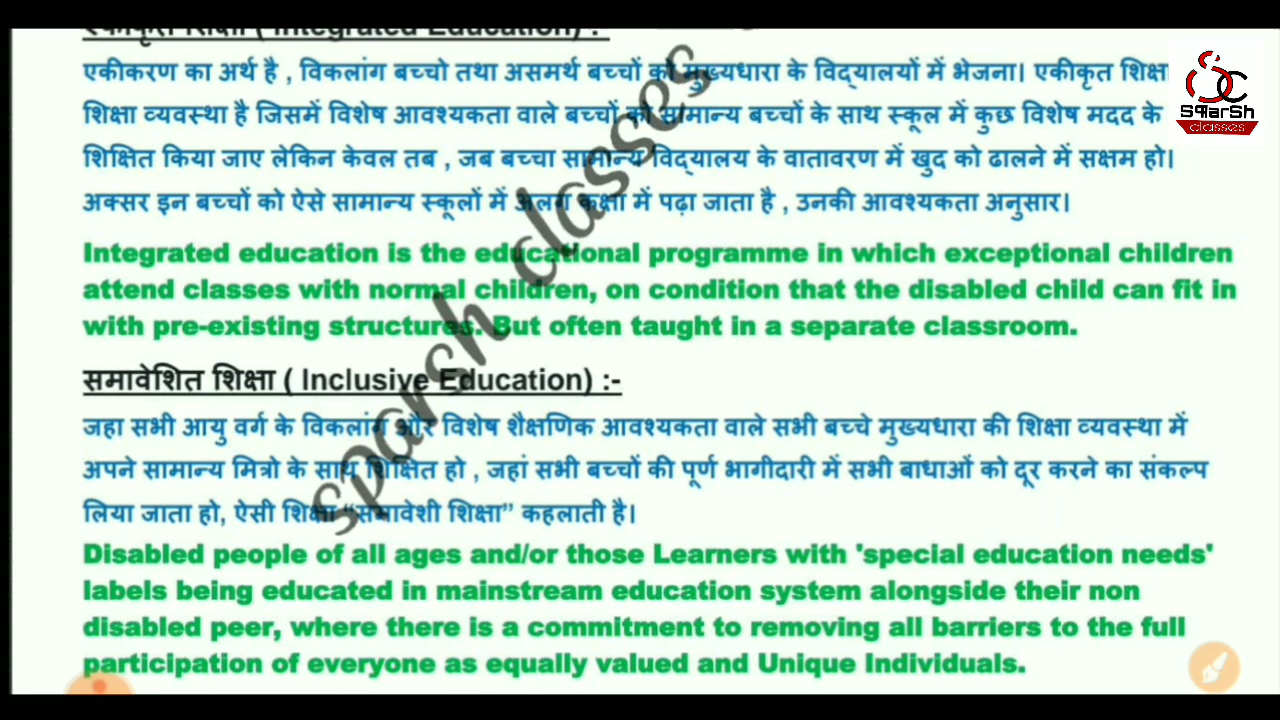 एकीकृत शिक्षा ( Integrated Education) :-
एकीकरण का अर्थ है , विकलांग बच्चो तथा असमर्थ बच्चों को मुख्यधारा के विद्यालयों में भेजना। एकीकृत शिक्षा
शिक्षा व्यवस्था है जिसमें विशेष आवश्यकता वाले बच्चों को सामान्य बच्चों के साथ स्कूल में कुछ विशेष मदद के
शिक्षित किया जाए लेकिन केवल तब , जब बच्चा सामान्य विद्यालय के वातावरण में खुद को ढालने में सक्षम हो।
अक्सर इन बच्चों को ऐसे सामान्य स्कूलों में अलग कक्षा में पढ़ा जाता है , उनकी आवश्यकता अनुसार।
Integrated education is the educational programme in which exceptional children
attend classes with normal children, on condition that the disabled child can fit in
with pre-existing structures. But often taught in a separate classroom.
समावेशित शिक्षा ( Inclusive Education) :-
जहा सभी आयु वर्ग के विकलांग और विशेष शैक्षणिक आवश्यकता वाले सभी बच्चे मुख्यधारा की शिक्षा व्यवस्था में
अपने सामान्य मित्रो के साथ शिक्षित हो , जहां सभी बच्चों की पूर्ण भागीदारी में सभी बाधाओं को दूर करने का संकल्प
लिया जाता हो, ऐसी शिक्षा “समावेशी शिक्षा” कहलाती है।
Disabled people of all ages and/or those Learners with 'special education needs'
labels being educated in mainstream education system alongside their non
disabled peer, where there is a commitment to removing all barriers to the full
participation of everyone as equally valued and Unique Individuals.
sparsh classes
SपarSh
classes